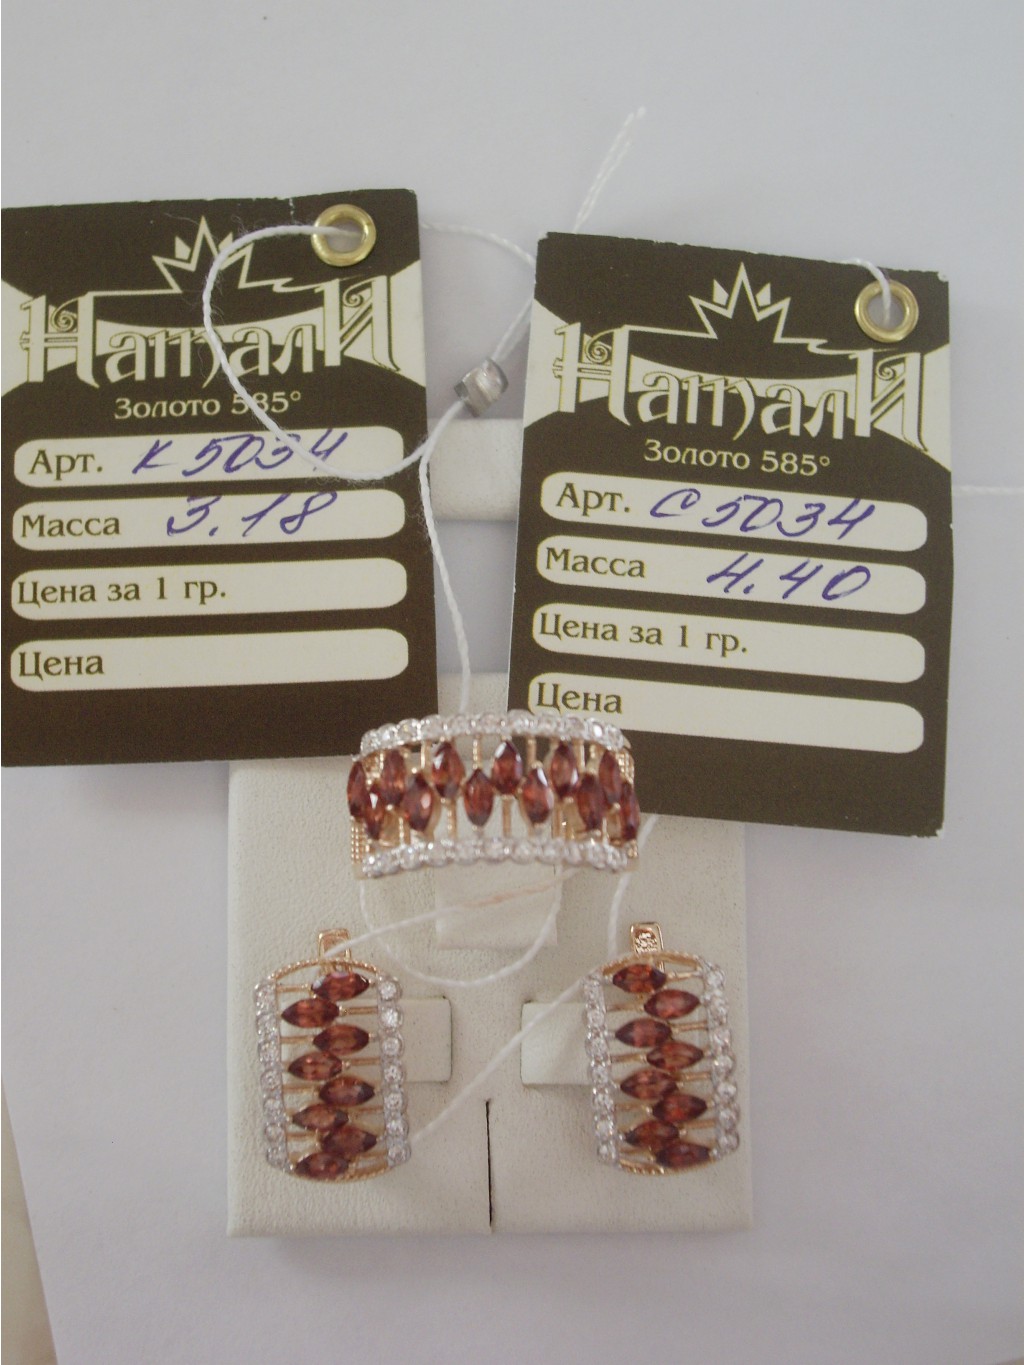 НаталИ
Золото 585°
Арт. К 5034
Масса 3.18
Цена за 1 гр.
Цена
НаталИ
Золото 585°
Арт. С 5034
Масса 4.40
Цена за 1 гр.
Цена